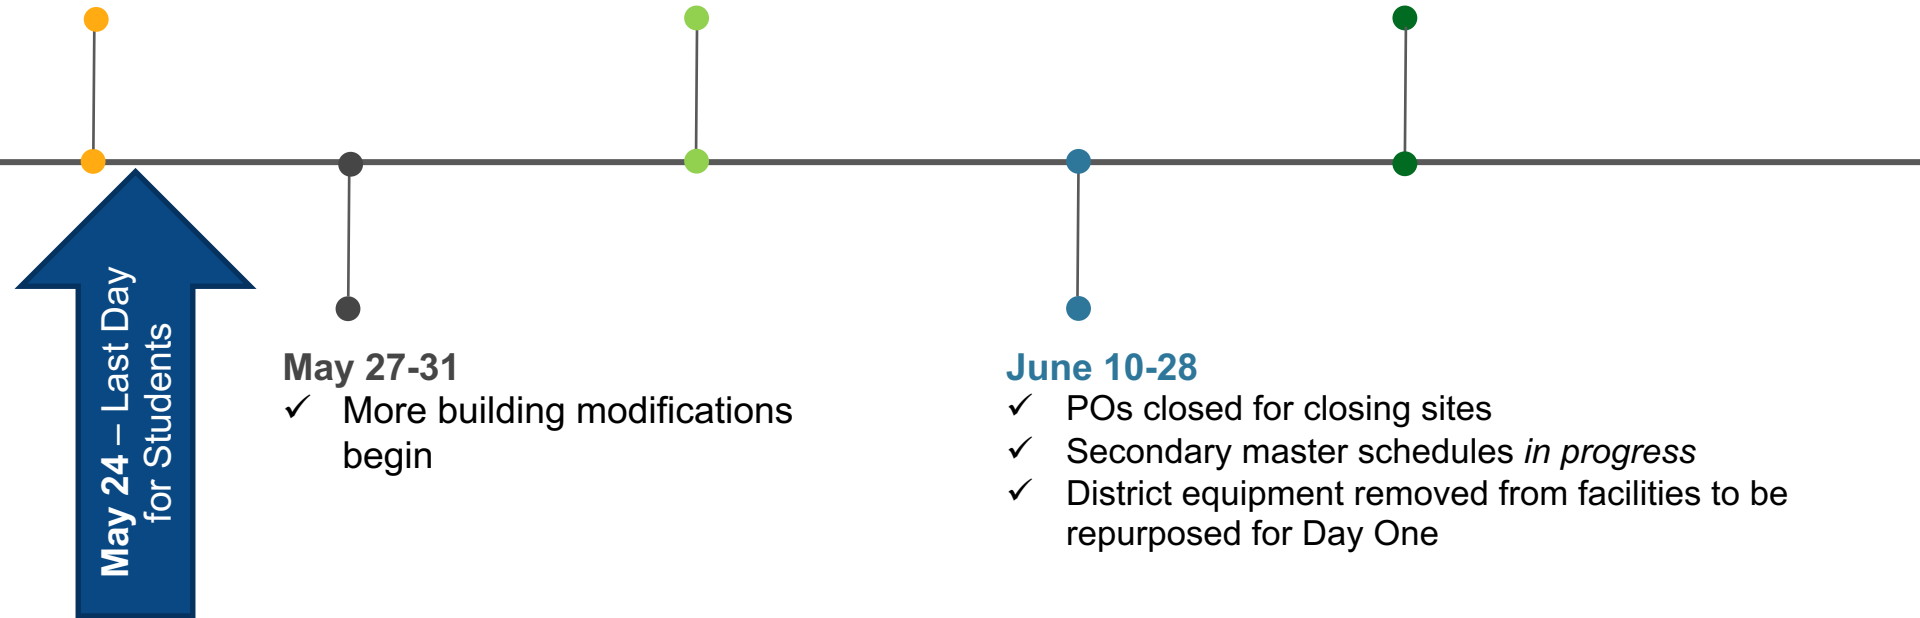 May 24 – Last Day
for Students
May 27-31
✓ More building modifications
begin
June 10-28
✓ POs closed for closing sites
✓ Secondary master schedules in progress
✓ District equipment removed from facilities to be
repurposed for Day One